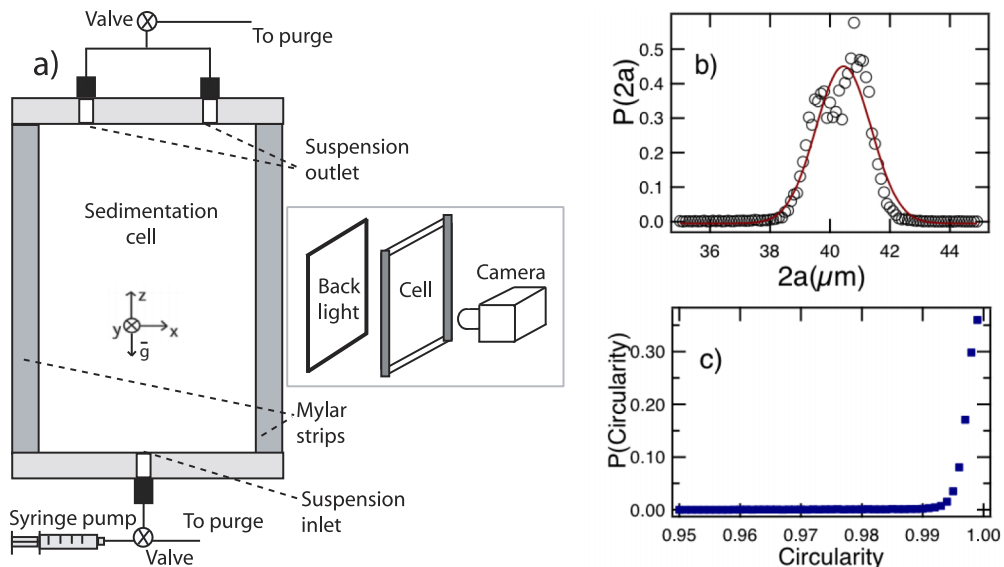 Valve
To purge
a)
Suspension
outlet
Sedimentation
cell
z
y
x
g
Back
light
Cell
Camera
Mylar
strips
Suspension
inlet
Syringe pump
To purge
Valve
b)
P(2a)
0.5
0.4
0.3
0.2
0.1
0.0
36 38 40 42 44
2a(μm)
c)
P(Circularity)
0.30
0.20
0.10
0.00
0.95 0.96 0.97 0.98 0.99 1.00
Circularity